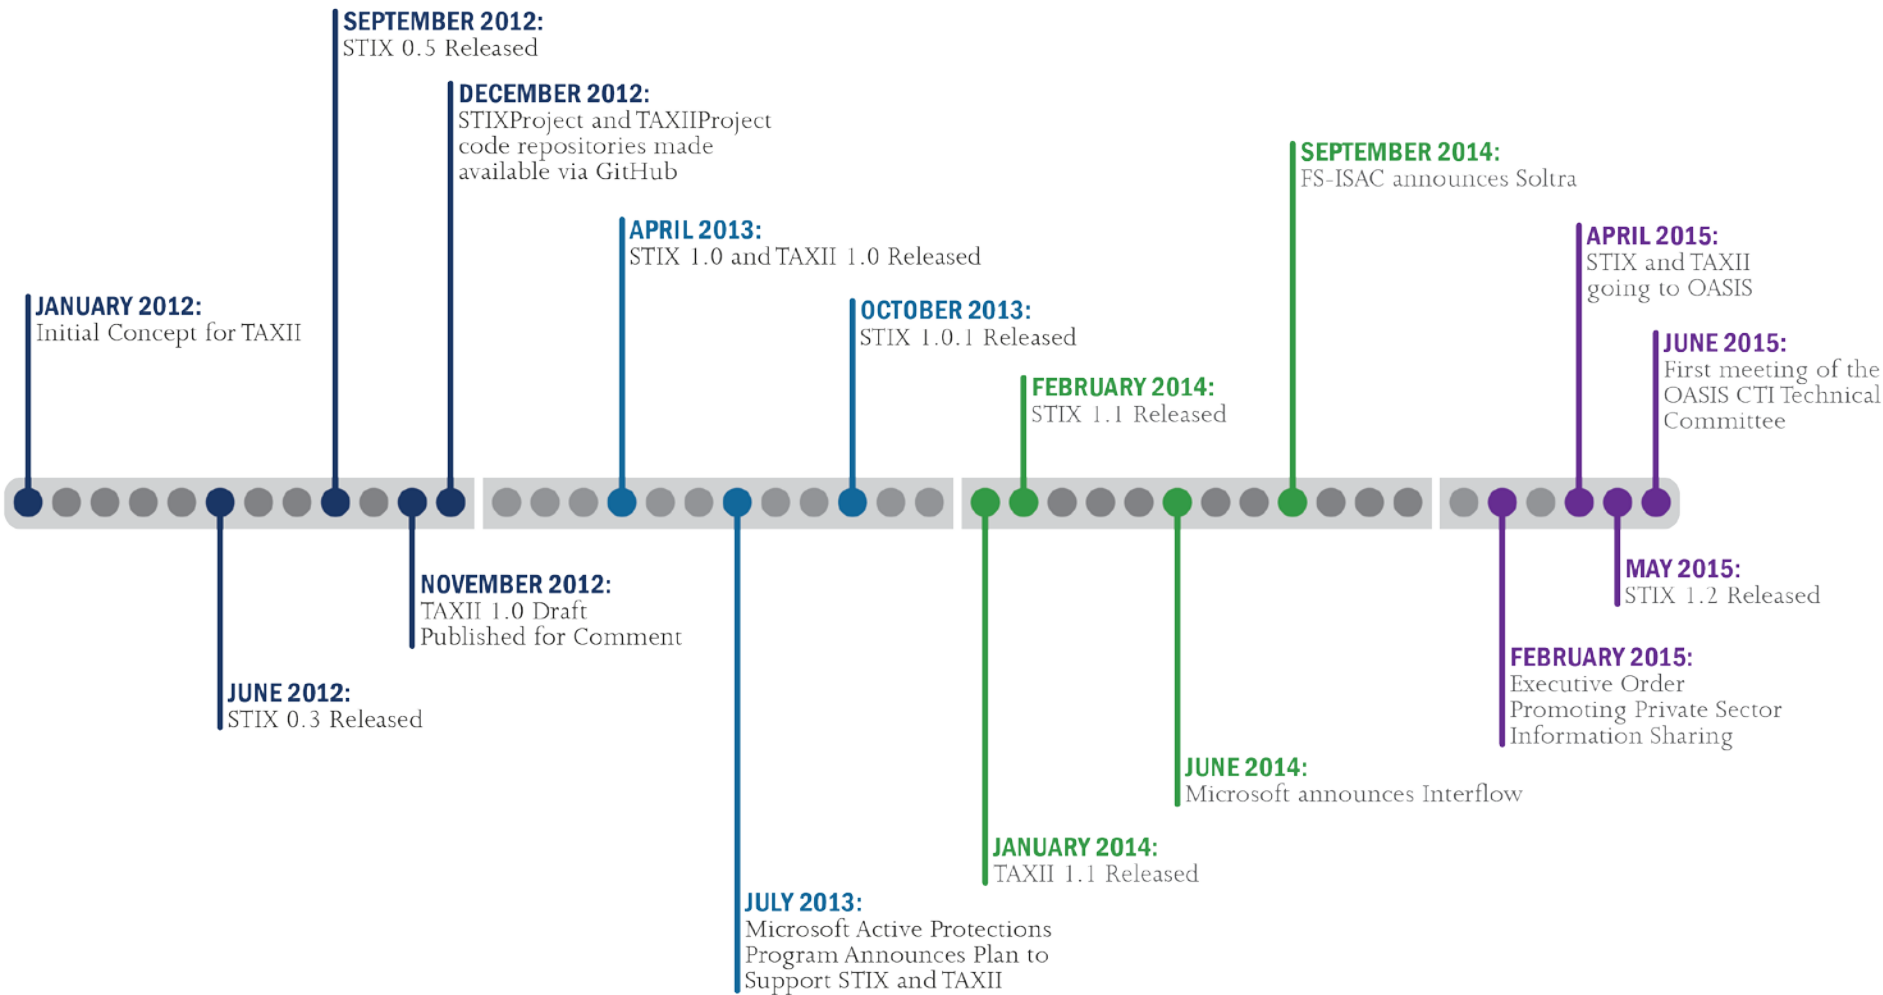 SEPTEMBER 2012:
STIX 0.5 Released
DECEMBER 2012:
STIXProject and TAXIIProject
code repositories made
available via GitHub
SEPTEMBER 2014:
FS-ISAC announces Soltra
APRIL 2013:
STIX 1.0 and TAXII 1.0 Released
APRIL 2015:
STIX and TAXII
going to OASIS
JANUARY 2012:
Initial Concept for TAXII
OCTOBER 2013:
STIX 1.0.1 Released
JUNE 2015:
First meeting of the
OASIS CTI Technical
Committee
FEBRUARY 2014:
STIX 1.1 Released
NOVEMBER 2012:
TAXII 1.0 Draft
Published for Comment
MAY 2015:
STIX 1.2 Released
JUNE 2012:
STIX 0.3 Released
FEBRUARY 2015:
Executive Order
Promoting Private Sector
Information Sharing
JUNE 2014:
Microsoft announces Interflow
JANUARY 2014:
TAXII 1.1 Released
JULY 2013:
Microsoft Active Protections
Program Announces Plan to
Support STIX and TAXII